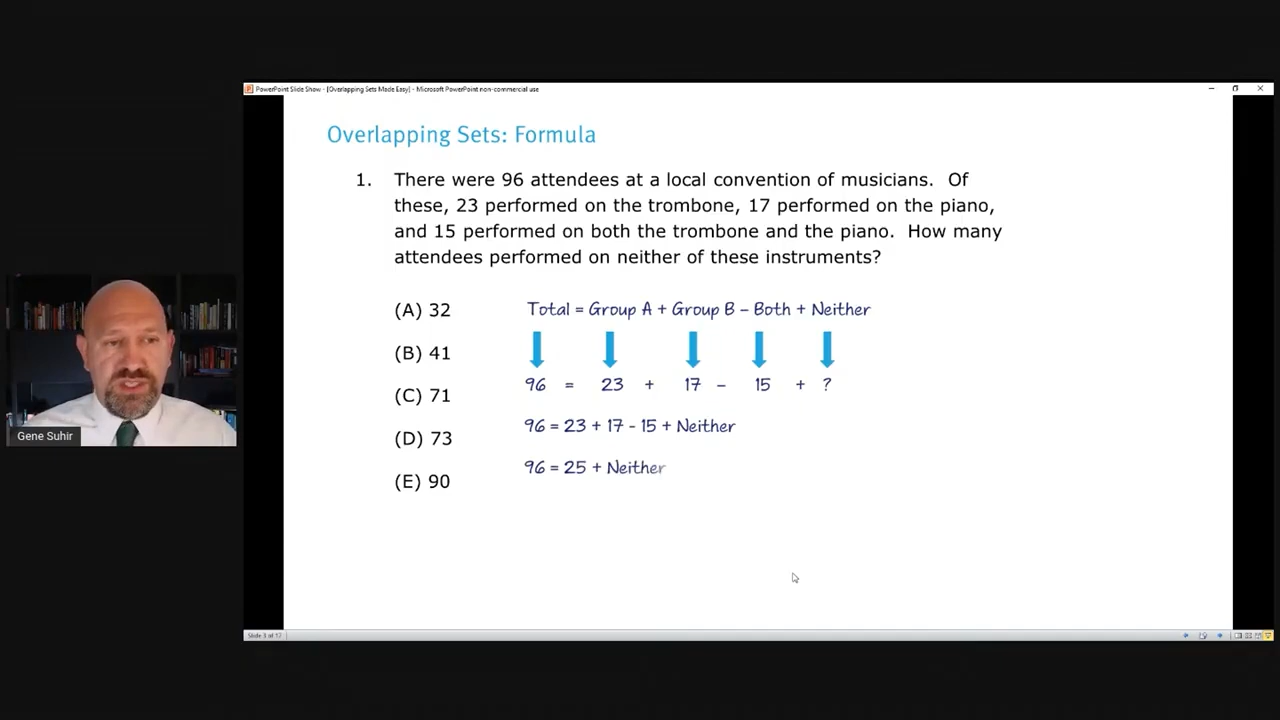 PowerPoint Slide Show - [Overlapping Sets Made Easy] - Microsoft PowerPoint non-commercial use
Overlapping Sets: Formula
1. There were 96 attendees at a local convention of musicians. Of
these, 23 performed on the trombone, 17 performed on the piano,
and 15 performed on both the trombone and the piano. How many
attendees performed on neither of these instruments?
(A) 32
(B) 41
(C) 71
(D) 73
(E) 90
Total = Group A + Group B – Both + Neither
96 = 23 + 17 – 15 + ?
96 = 23 + 17 - 15 + Neither
96 = 25 + Neither
Gene Suhir
Slide 3 of 17